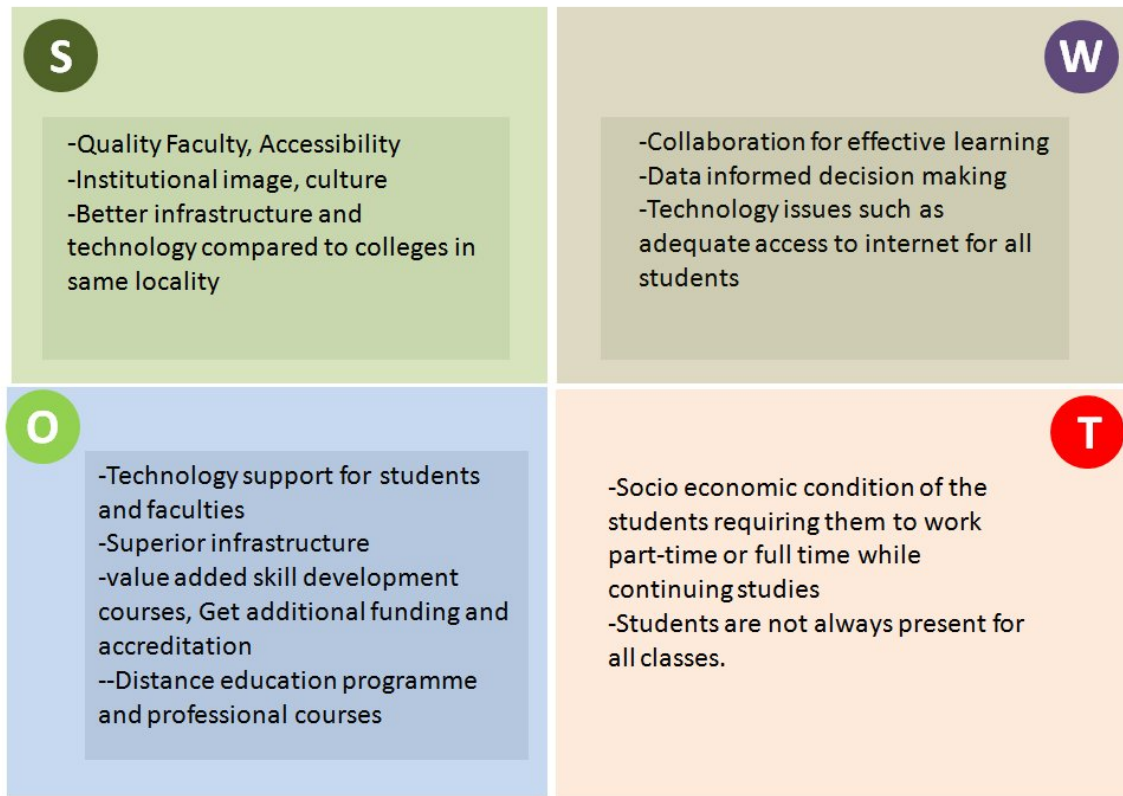 S
-Quality Faculty, Accessibility
-Institutional image, culture
-Better infrastructure and
technology compared to colleges in
same locality
W
-Collaboration for effective learning
-Data informed decision making
-Technology issues such as
adequate access to internet for all
students
O
-Technology support for students
and faculties
-Superior infrastructure
-value added skill development
courses, Get additional funding and
accreditation
--Distance education programme
and professional courses
T
-Socio economic condition of the
students requiring them to work
part-time or full time while
continuing studies
-Students are not always present for
all classes.